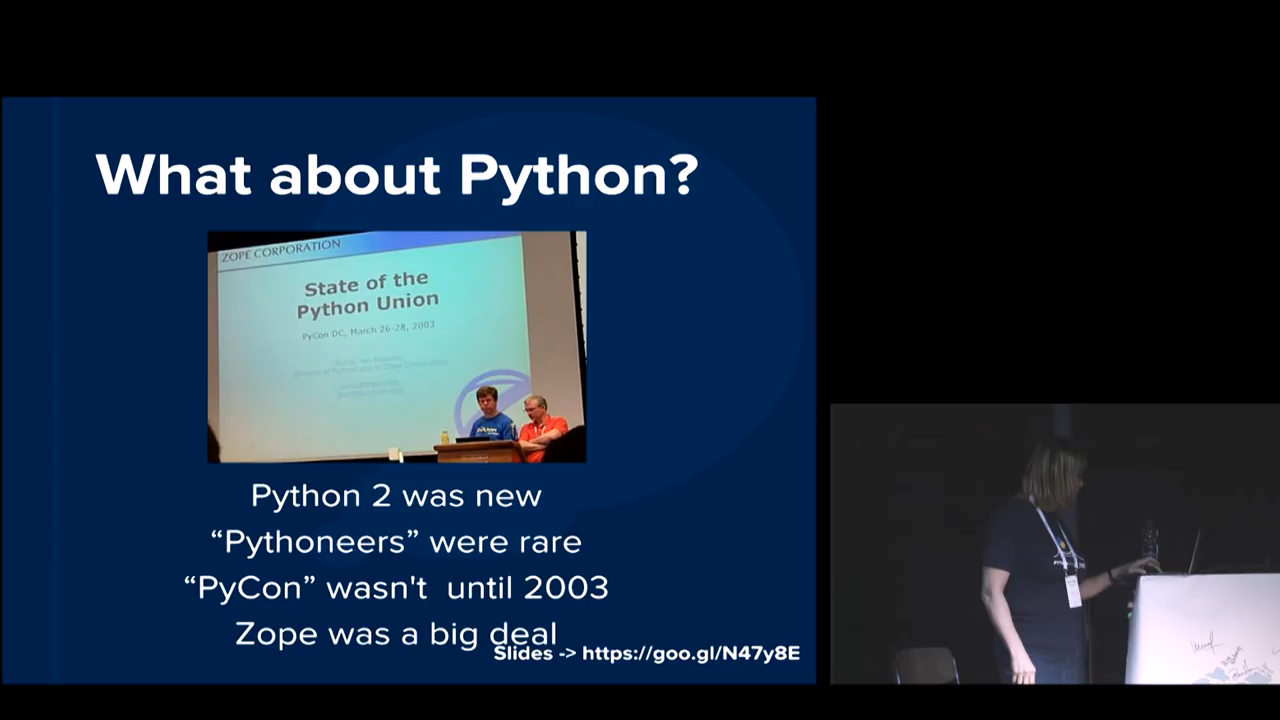 What about Python?
ZOPE CORPORATION
State of the
Python Union
PyCon DC, March 26-28, 2003
Python 2 was new
“Pythoneers” were rare
“PyCon” wasn't until 2003
Zope was a big deal
Slides -> https://goo.gl/N47y8E